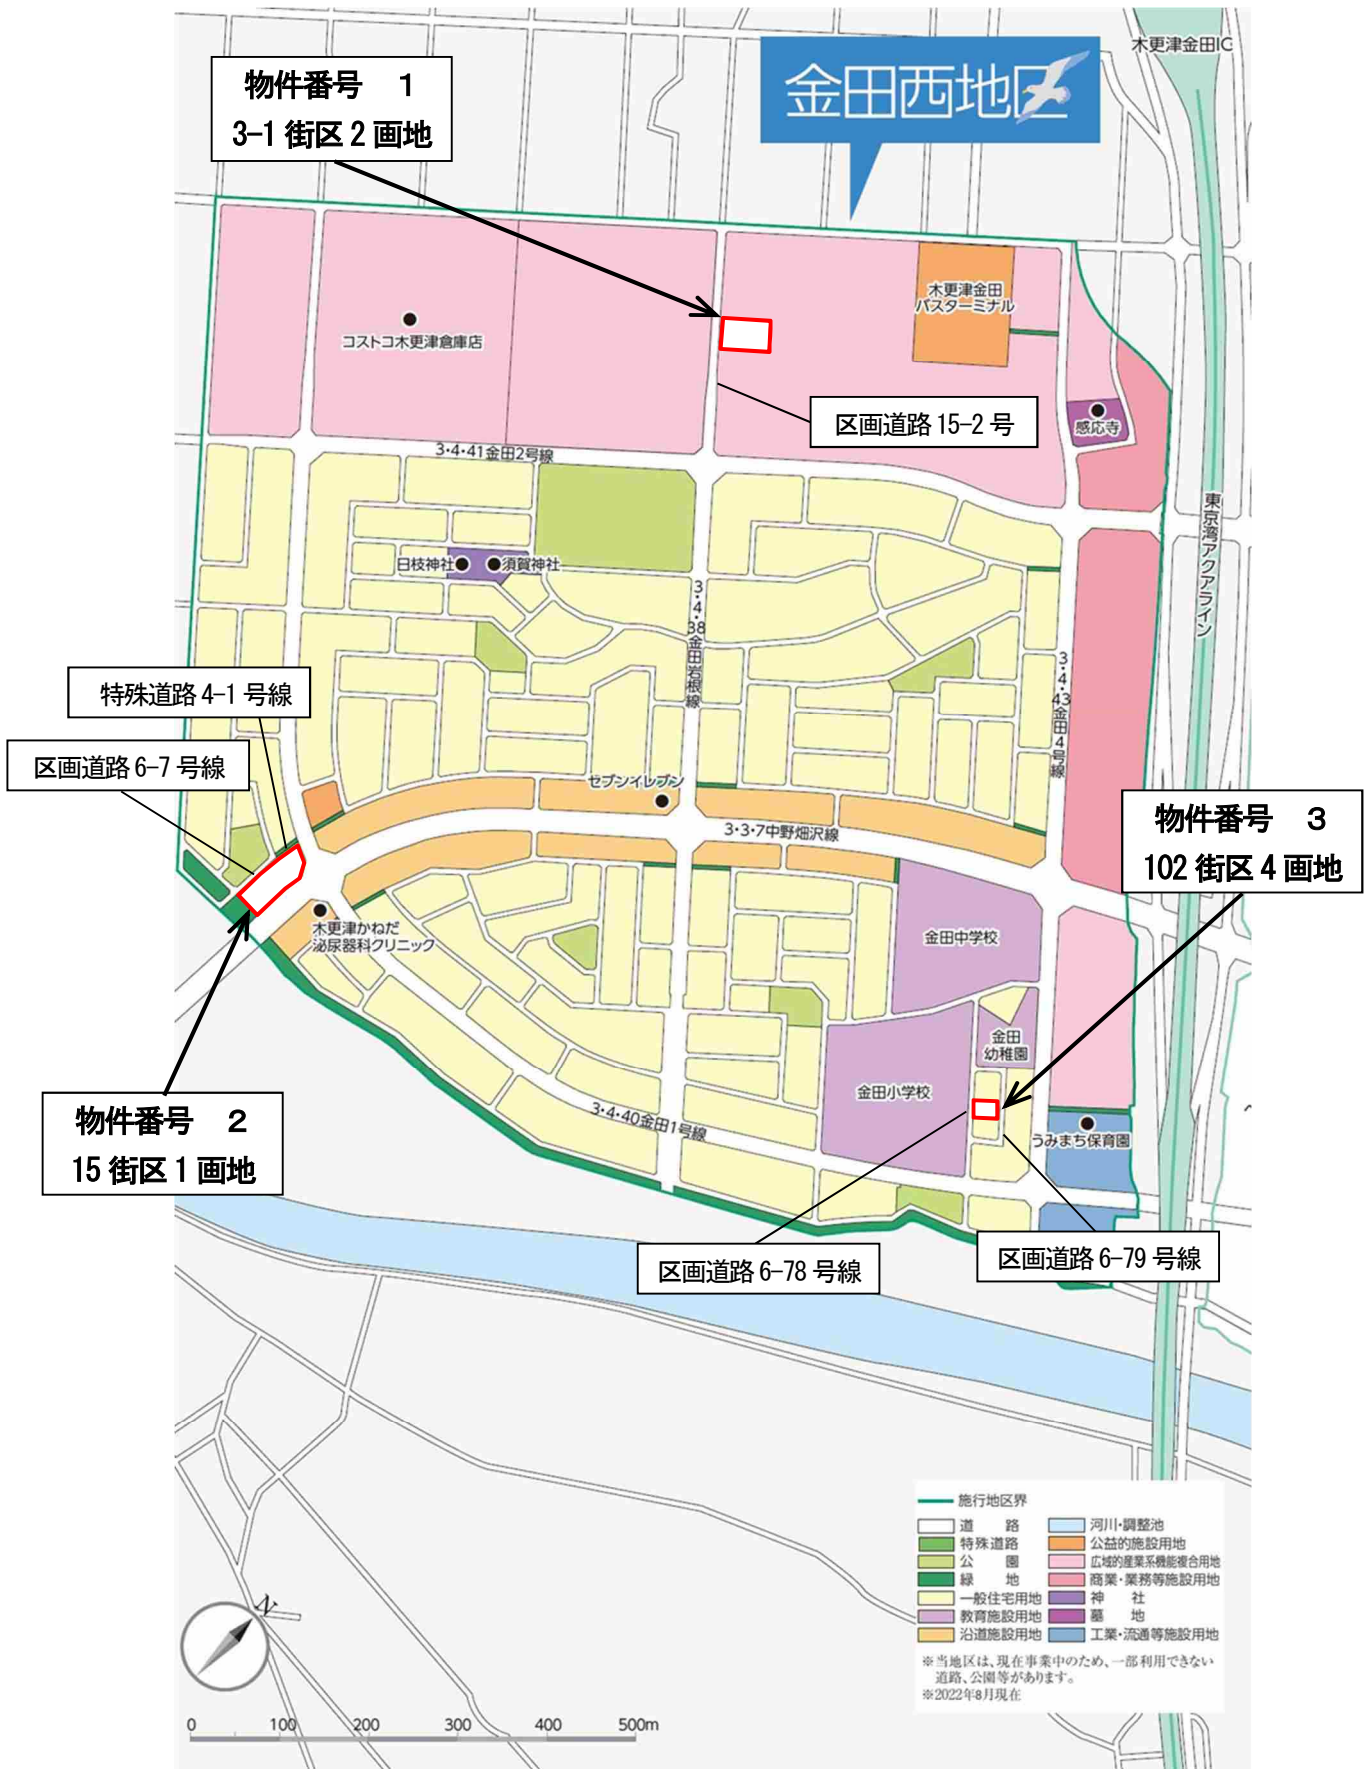 木更津金田IC
金田西地区
物件番号　1
3-1 街区 2 画地
木更津金田
バスターミナル
コストコ木更津倉庫店
区画道路 15-2 号
感応寺
3・4・41金田2号線
東京湾アクアライン
日枝神社
須賀神社
3・4・38金田岩根線
3・4・43金田4号線
特殊道路 4-1 号線
区画道路 6-7 号線
セブンイレブン
3・3・7中野畑沢線
物件番号　3
102 街区 4 画地
木更津かねだ
泌尿器科クリニック
金田中学校
金田
幼稚園
金田小学校
物件番号　2
15 街区 1 画地
3・4・40金田1号線
うみまち保育園
区画道路 6-78 号線
区画道路 6-79 号線
施行地区界
道　路
特殊道路
公　園
緑　地
一般住宅用地
教育施設用地
沿道施設用地
河川・調整池
公益的施設用地
広域的産業系機能複合用地
商業・業務等施設用地
神　社
墓　地
工業・流通等施設用地
※当地区は、現在事業中のため、一部利用できない
道路、公園等があります。
※2022年8月現在
N
0 100 200 300 400 500m